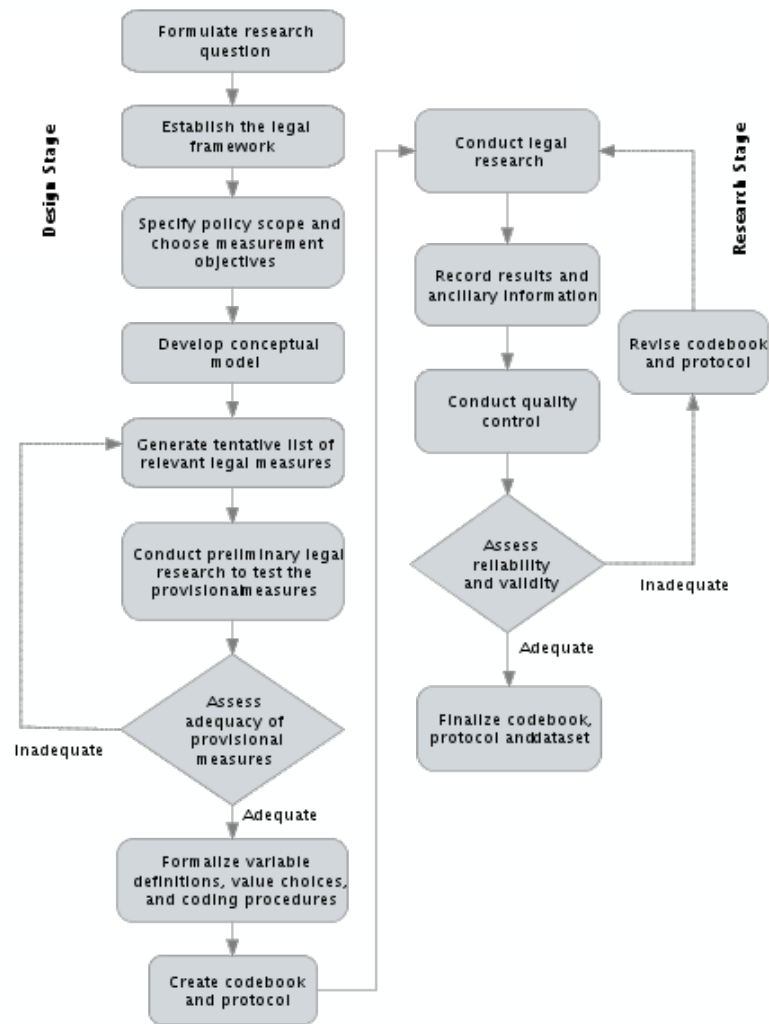 Formulate research
question
Design Stage
Establish the legal
framework
Specify policy scope and
choose measurement
objectives
Develop conceptual
model
Generate tentative list of
relevant legal measures
Conduct preliminary legal
research to test the
provisionalmeasures
Assess
adequacy of
provisional
measures
Inadequate
Adequate
Formalize variable
definitions, value choices,
and coding procedures
Create codebook
and protocol
Research Stage
Conduct legal
research
Record results and
ancillary information
Revise codebook
and protocol
Conduct quality
control
Assess
reliability
and validity
Inadequate
Adequate
Finalize codebook,
protocol anddataset